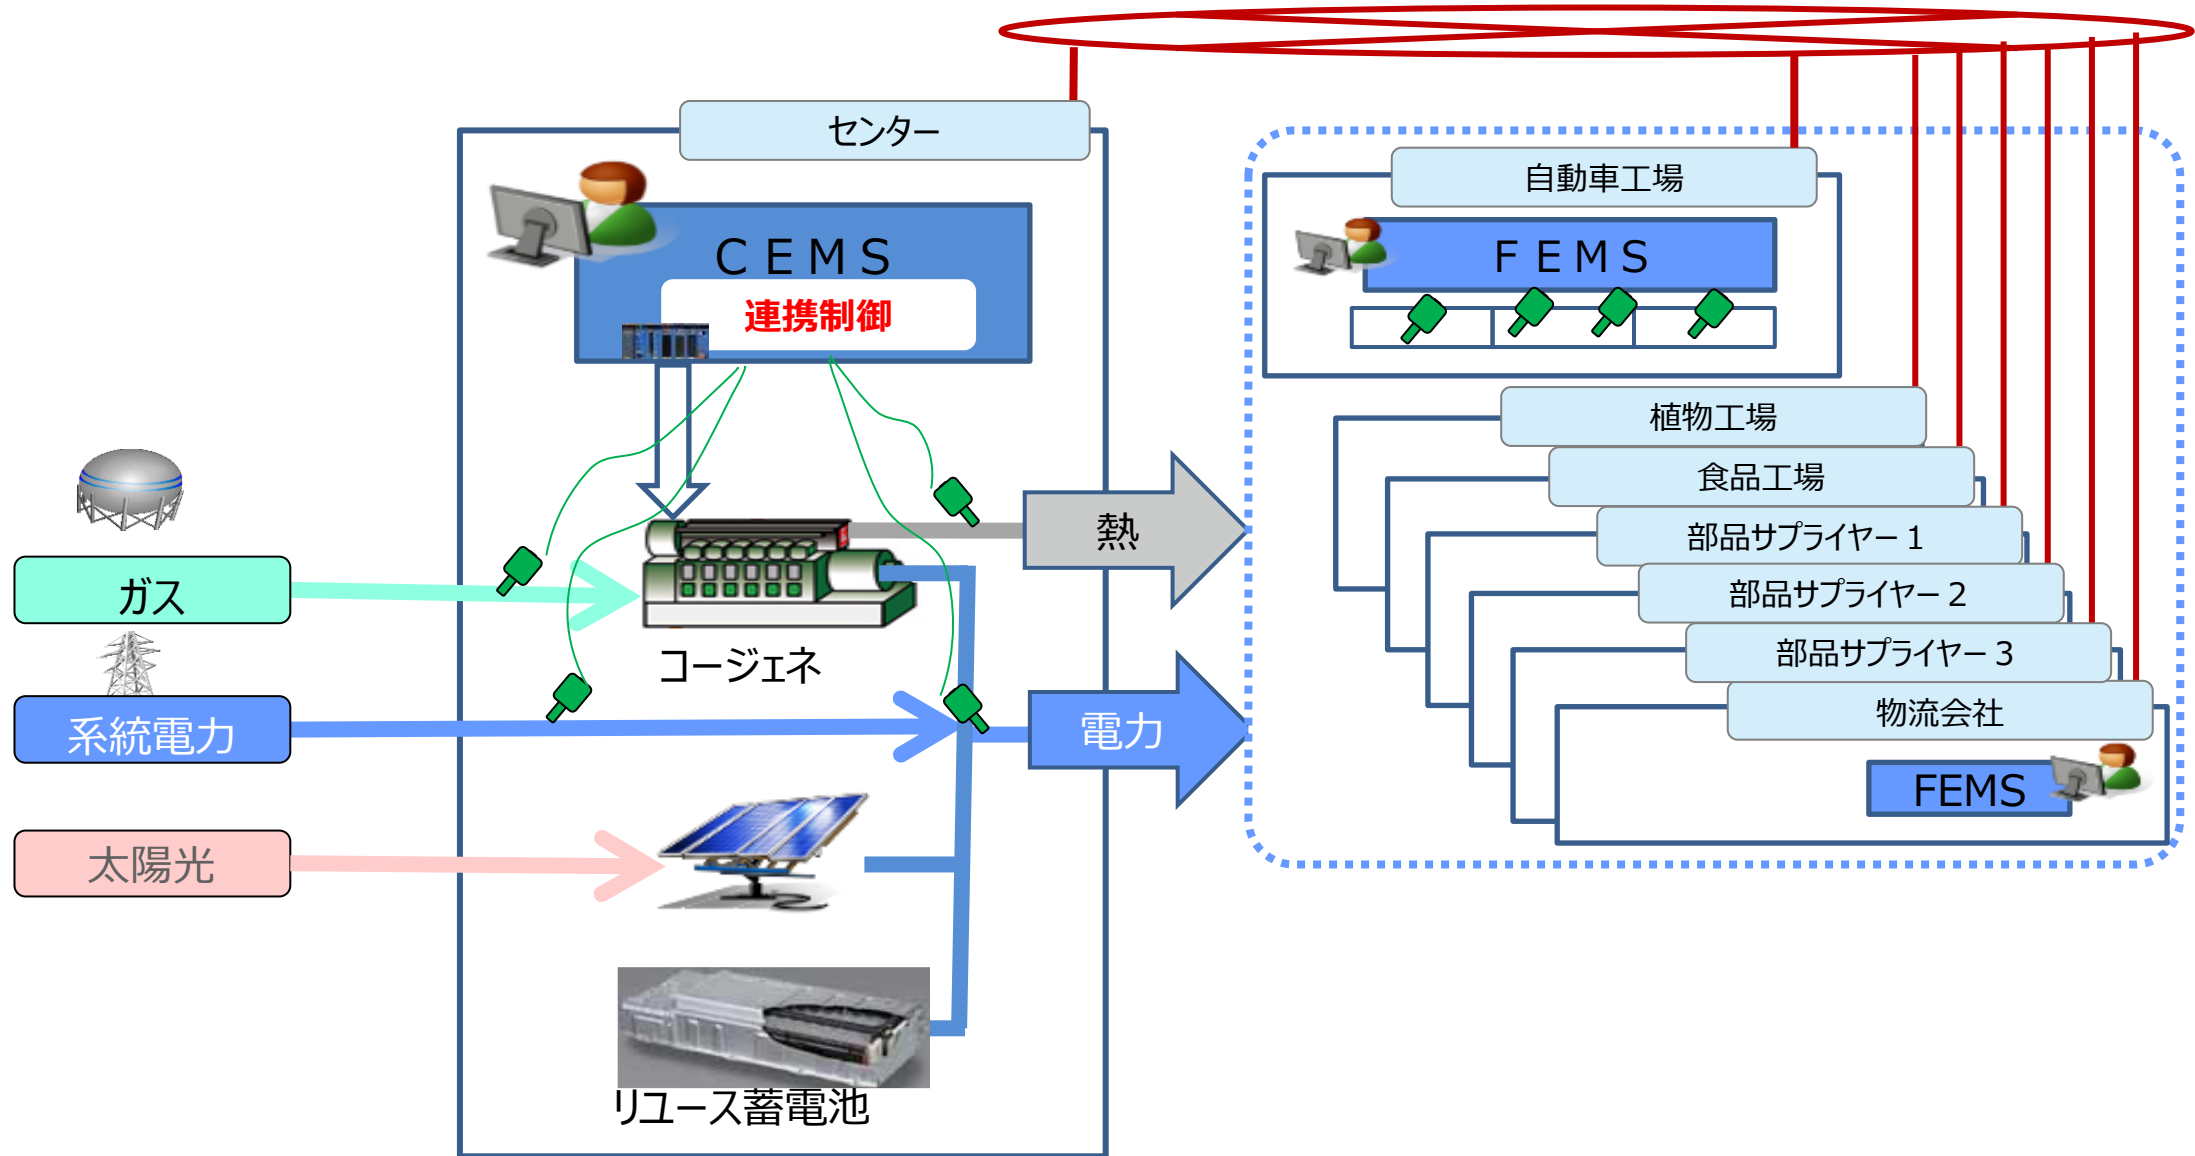 センター
CEMS
連携制御
ガス
系統電力
太陽光
コージェネ
リユース蓄電池
熱
電力
自動車工場
FEMS
植物工場
食品工場
部品サプライヤー1
部品サプライヤー2
部品サプライヤー3
物流会社
FEMS